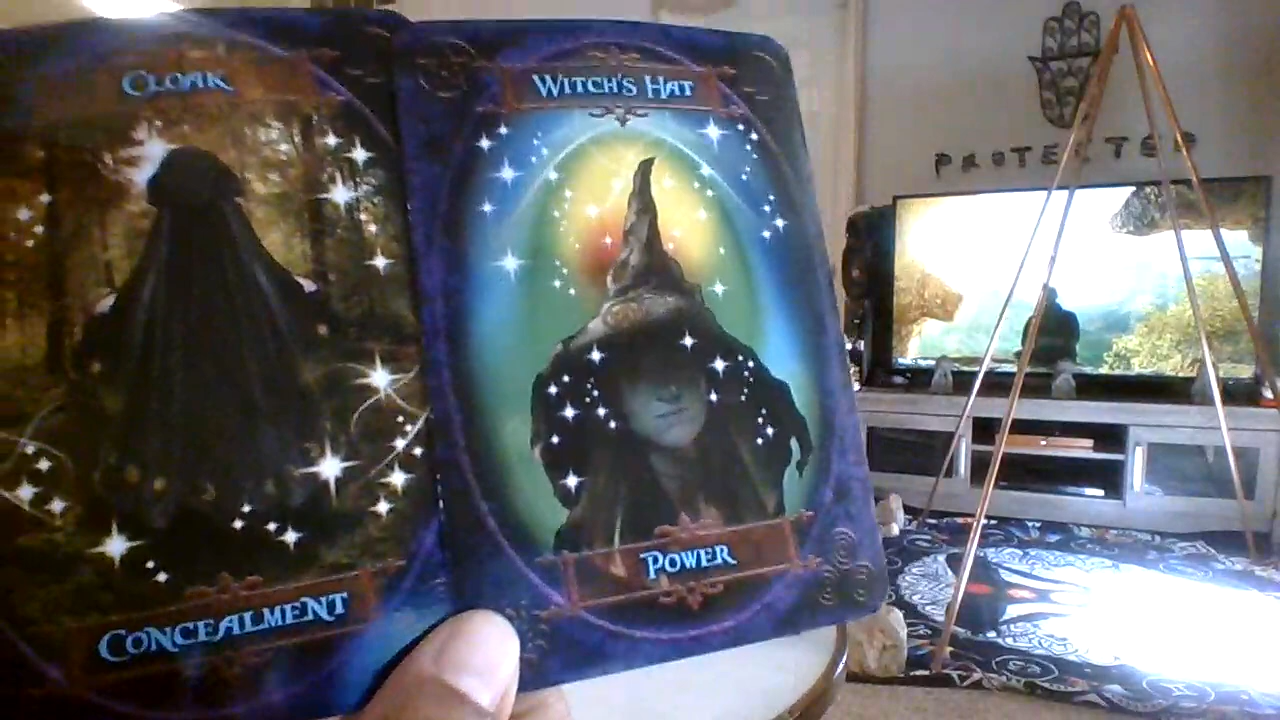 CLOAK
WITCH'S HAT
PROTECTED
POWER
CONCEALMENT